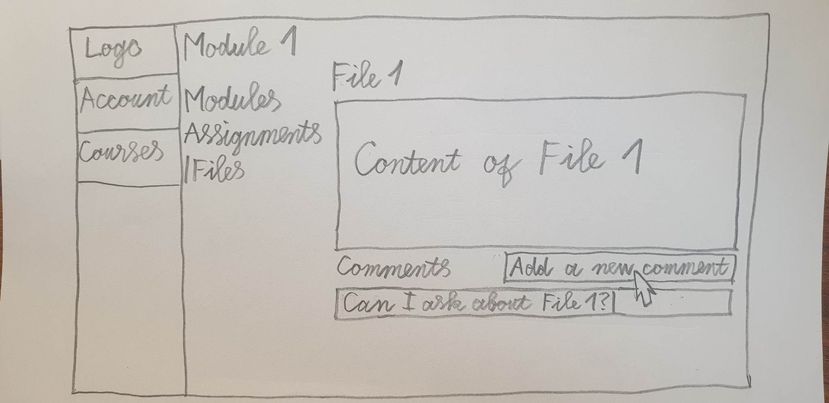 Logo
Account
Courses
Module 1
Modules
Assignments
|Files
File 1
Content of File 1
Comments
Add a new comment
Can I ask about File 1?|